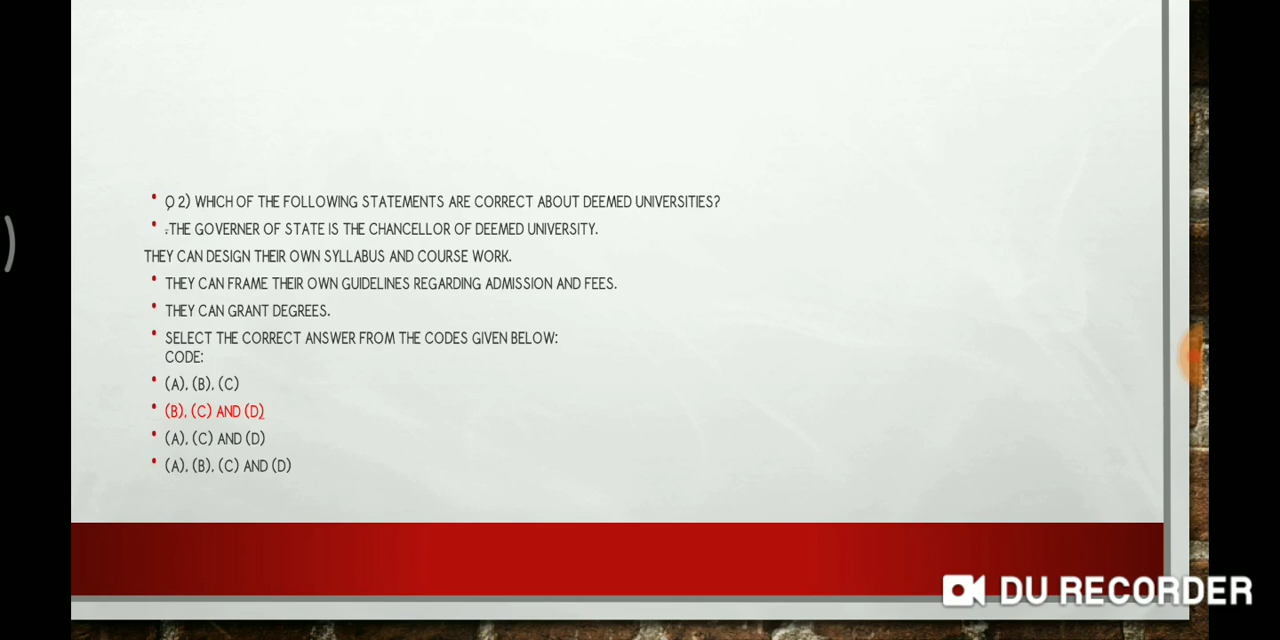 Q 2) WHICH OF THE FOLLOWING STATEMENTS ARE CORRECT ABOUT DEEMED UNIVERSITIES?
.THE GOVERNER OF STATE IS THE CHANCELLOR OF DEEMED UNIVERSITY.
THEY CAN DESIGN THEIR OWN SYLLABUS AND COURSE WORK.
THEY CAN FRAME THEIR OWN GUIDELINES REGARDING ADMISSION AND FEES.
THEY CAN GRANT DEGREES.
SELECT THE CORRECT ANSWER FROM THE CODES GIVEN BELOW:
CODE:
(A), (B), (C)
(B), (C) AND (D)
(A), (C) AND (D)
(A), (B), (C) AND (D)
DU RECORDER